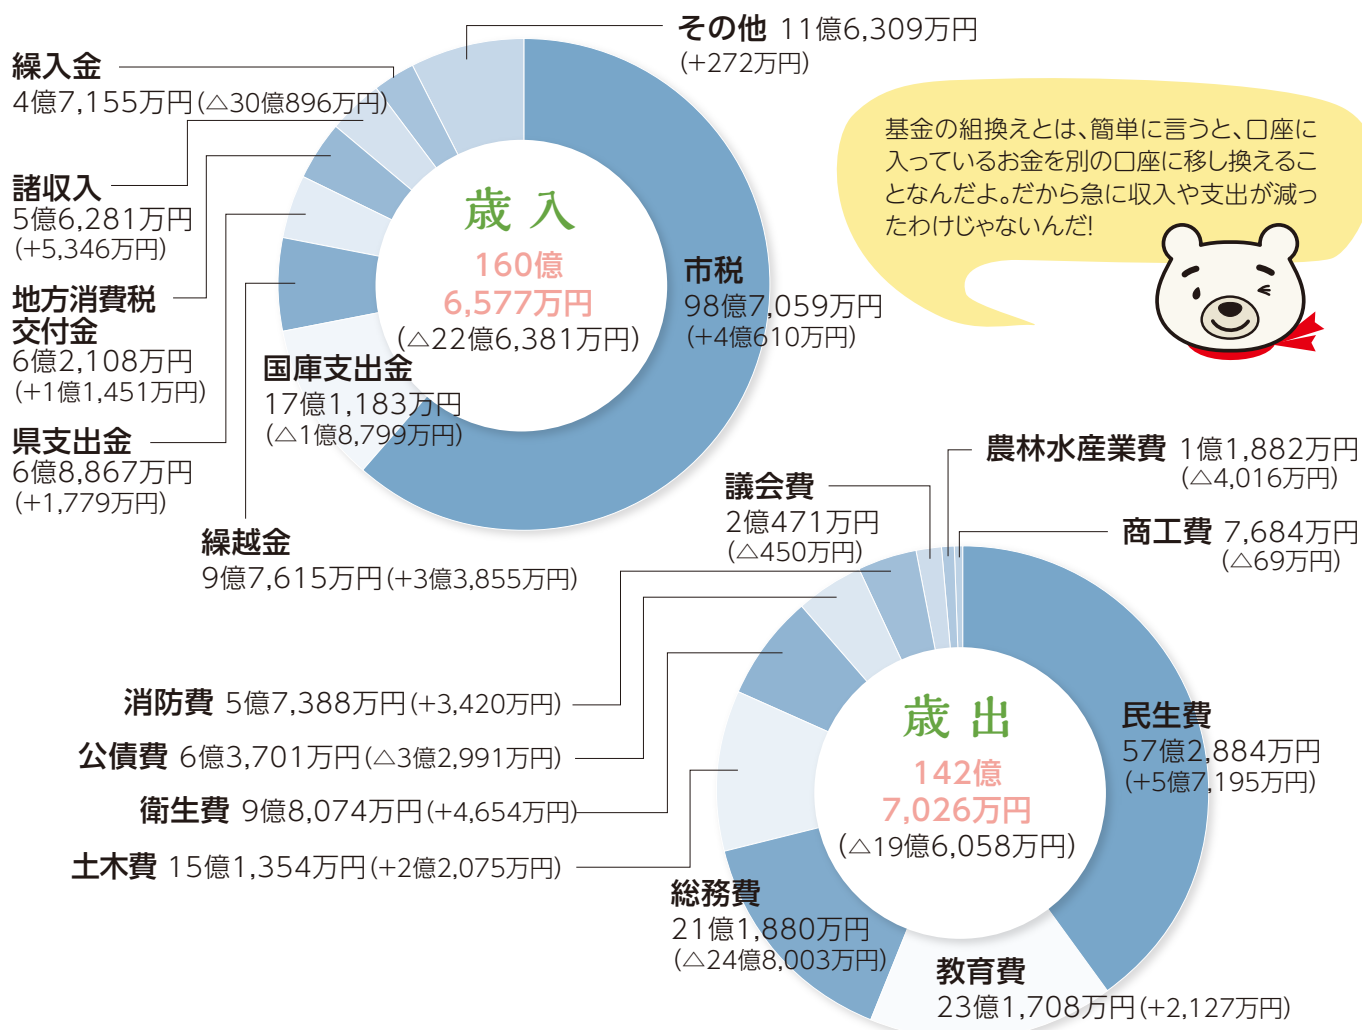 その他 11億6,309万円
(+272万円)
繰入金
4億7,155万円(△30億896万円)
諸収入
5億6,281万円
(+5,346万円)
地方消費税
交付金
6億2,108万円
(+1億1,451万円)
県支出金
6億8,867万円
(+1,779万円)
繰越金
9億7,615万円(+3億3,855万円)
国庫支出金
17億1,183万円
(△1億8,799万円)
歳入
160億
6,577万円
(△22億6,381万円)
市税
98億7,059万円
(+4億610万円)
基金の組換えとは、簡単に言うと、口座に
入っているお金を別の口座に移し換えるこ
となんだよ。だから急に収入や支出が減っ
たわけじゃないんだ!
農林水産業費 1億1,882万円
(△4,016万円)
議会費
2億471万円
(△450万円)
商工費 7,684万円
(△69万円)
消防費 5億7,388万円(+3,420万円)
公債費 6億3,701万円(△3億2,991万円)
衛生費 9億8,074万円(+4,654万円)
土木費 15億1,354万円(+2億2,075万円)
総務費
21億1,880万円
(△24億8,003万円)
歳出
142億
7,026万円
(△19億6,058万円)
民生費
57億2,884万円
(+5億7,195万円)
教育費
23億1,708万円(+2,127万円)